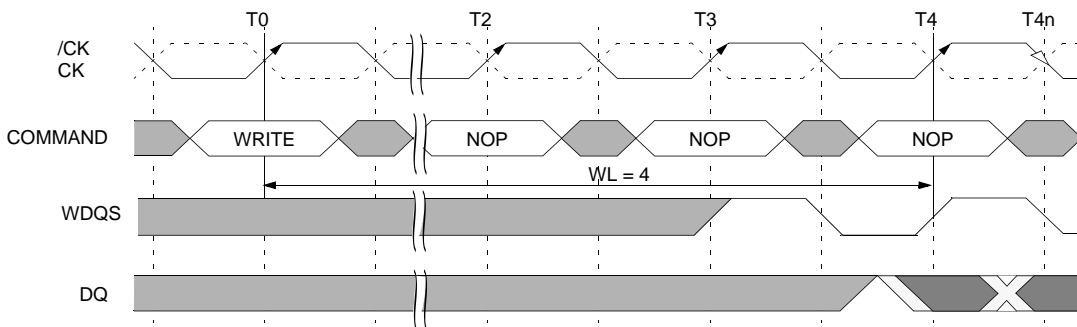 T0 T2 T3 T4 T4n
/CK
CK
COMMAND WRITE NOP NOP NOP
WL = 4
WDQS
DQ